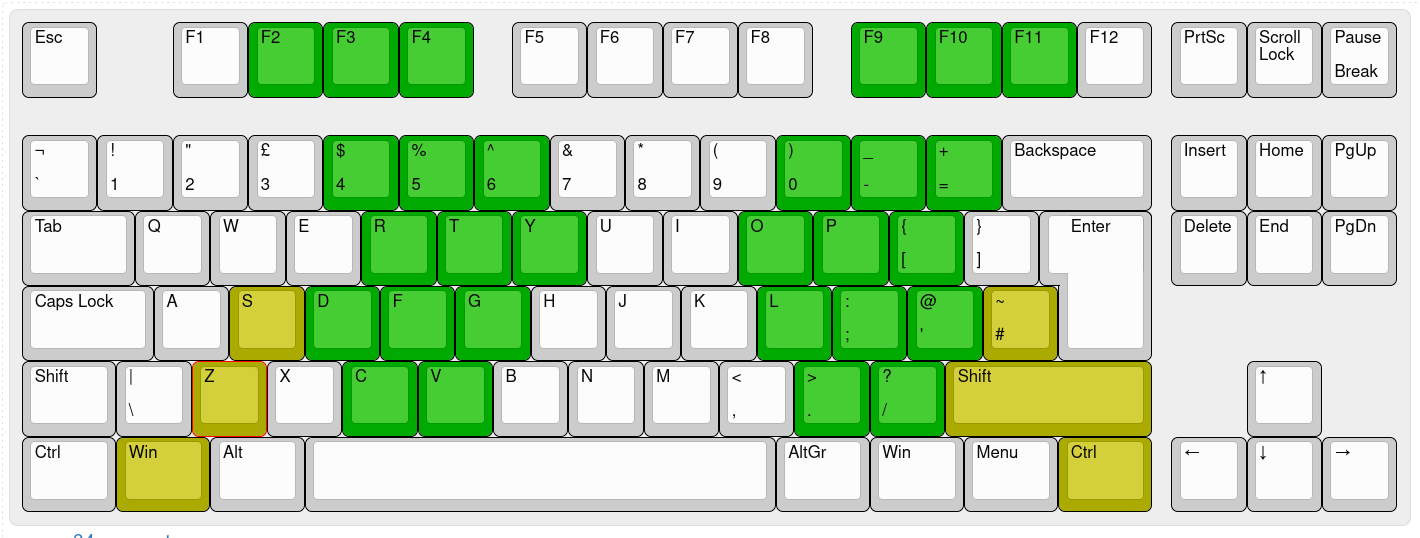 Esc F1 F2 F3 F4 F5 F6 F7 F8 F9 F10 F11 F12 PrtSc Scroll Lock Pause Break
¬ ! " £ $ % ^ & * ( ) _ + Backspace Insert Home PgUp
` 1 2 3 4 5 6 7 8 9 0 - =
Tab Q W E R T Y U I O P { } Enter Delete End PgDn
[ ]
Caps Lock A S D F G H J K L : @ ~
; ' #
Shift | Z X C V B N M < > ? Shift ↑
\ , . /
Ctrl Win Alt AltGr Win Menu Ctrl ← ↓ →